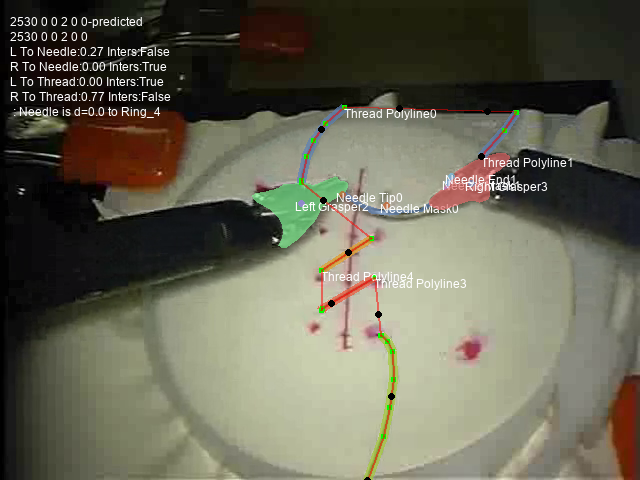 2530 0 0 2 0 0-predicted
2530 0 0 2 0 0
L To Needle:0.27 Inters:False
R To Needle:0.00 Inters:True
L To Thread:0.00 Inters:True
R To Thread:0.77 Inters:False
: Needle is d=0.0 to Ring_4
Thread Polyline0
Thread Polyline1
Needle End1
Right Grasper3
Needle Tip0
Left Grasper2
Needle Mask0
Thread Polyline4
Thread Polyline3